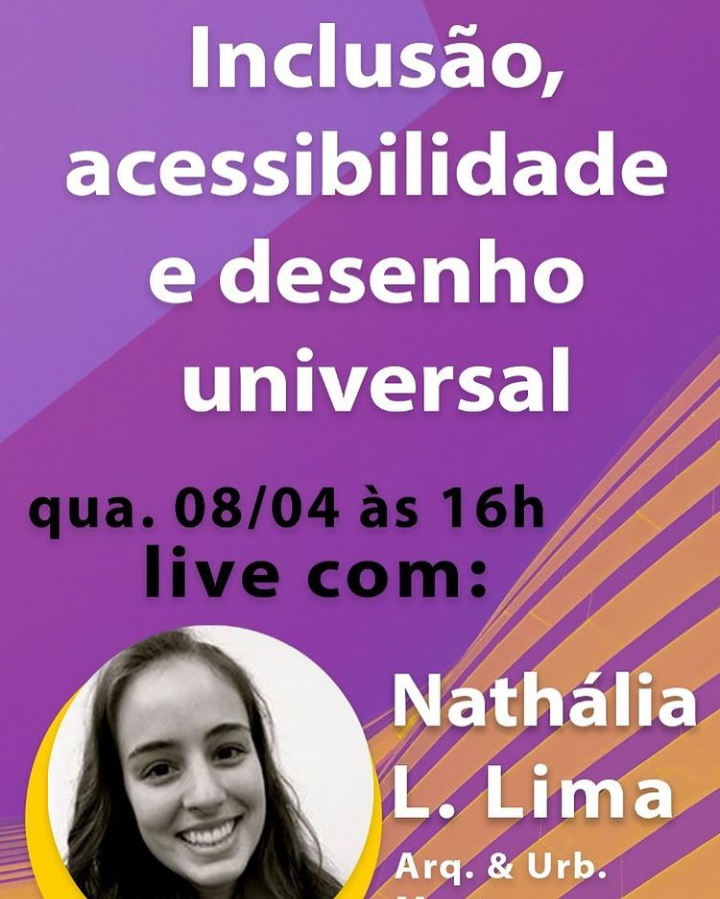 Inclusão,
acessibilidade
e desenho
universal
qua. 08/04 às 16h
live com:
Nathália
L. Lima
Arq. & Urb.